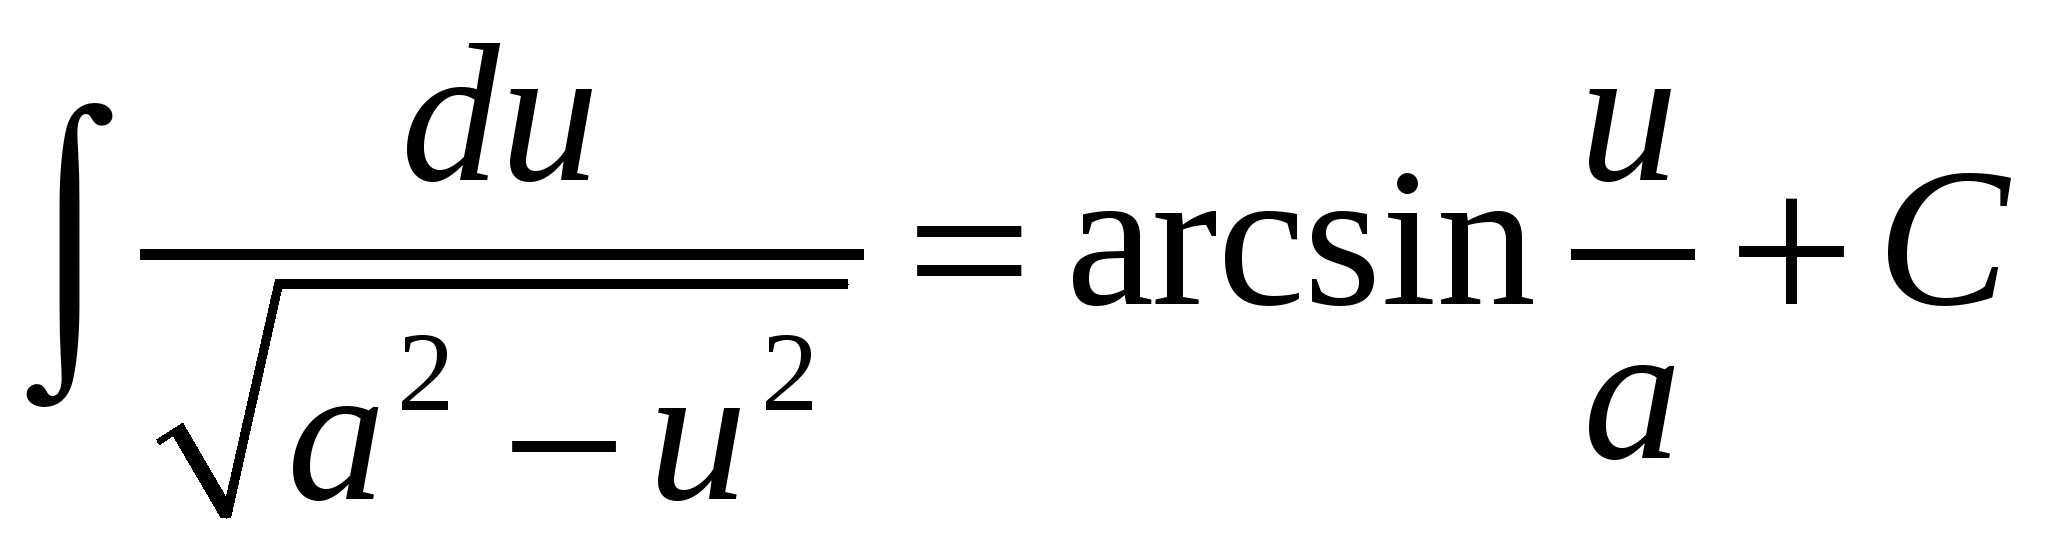 ∫ du/√(a² − u²) = arcsin u/a + C